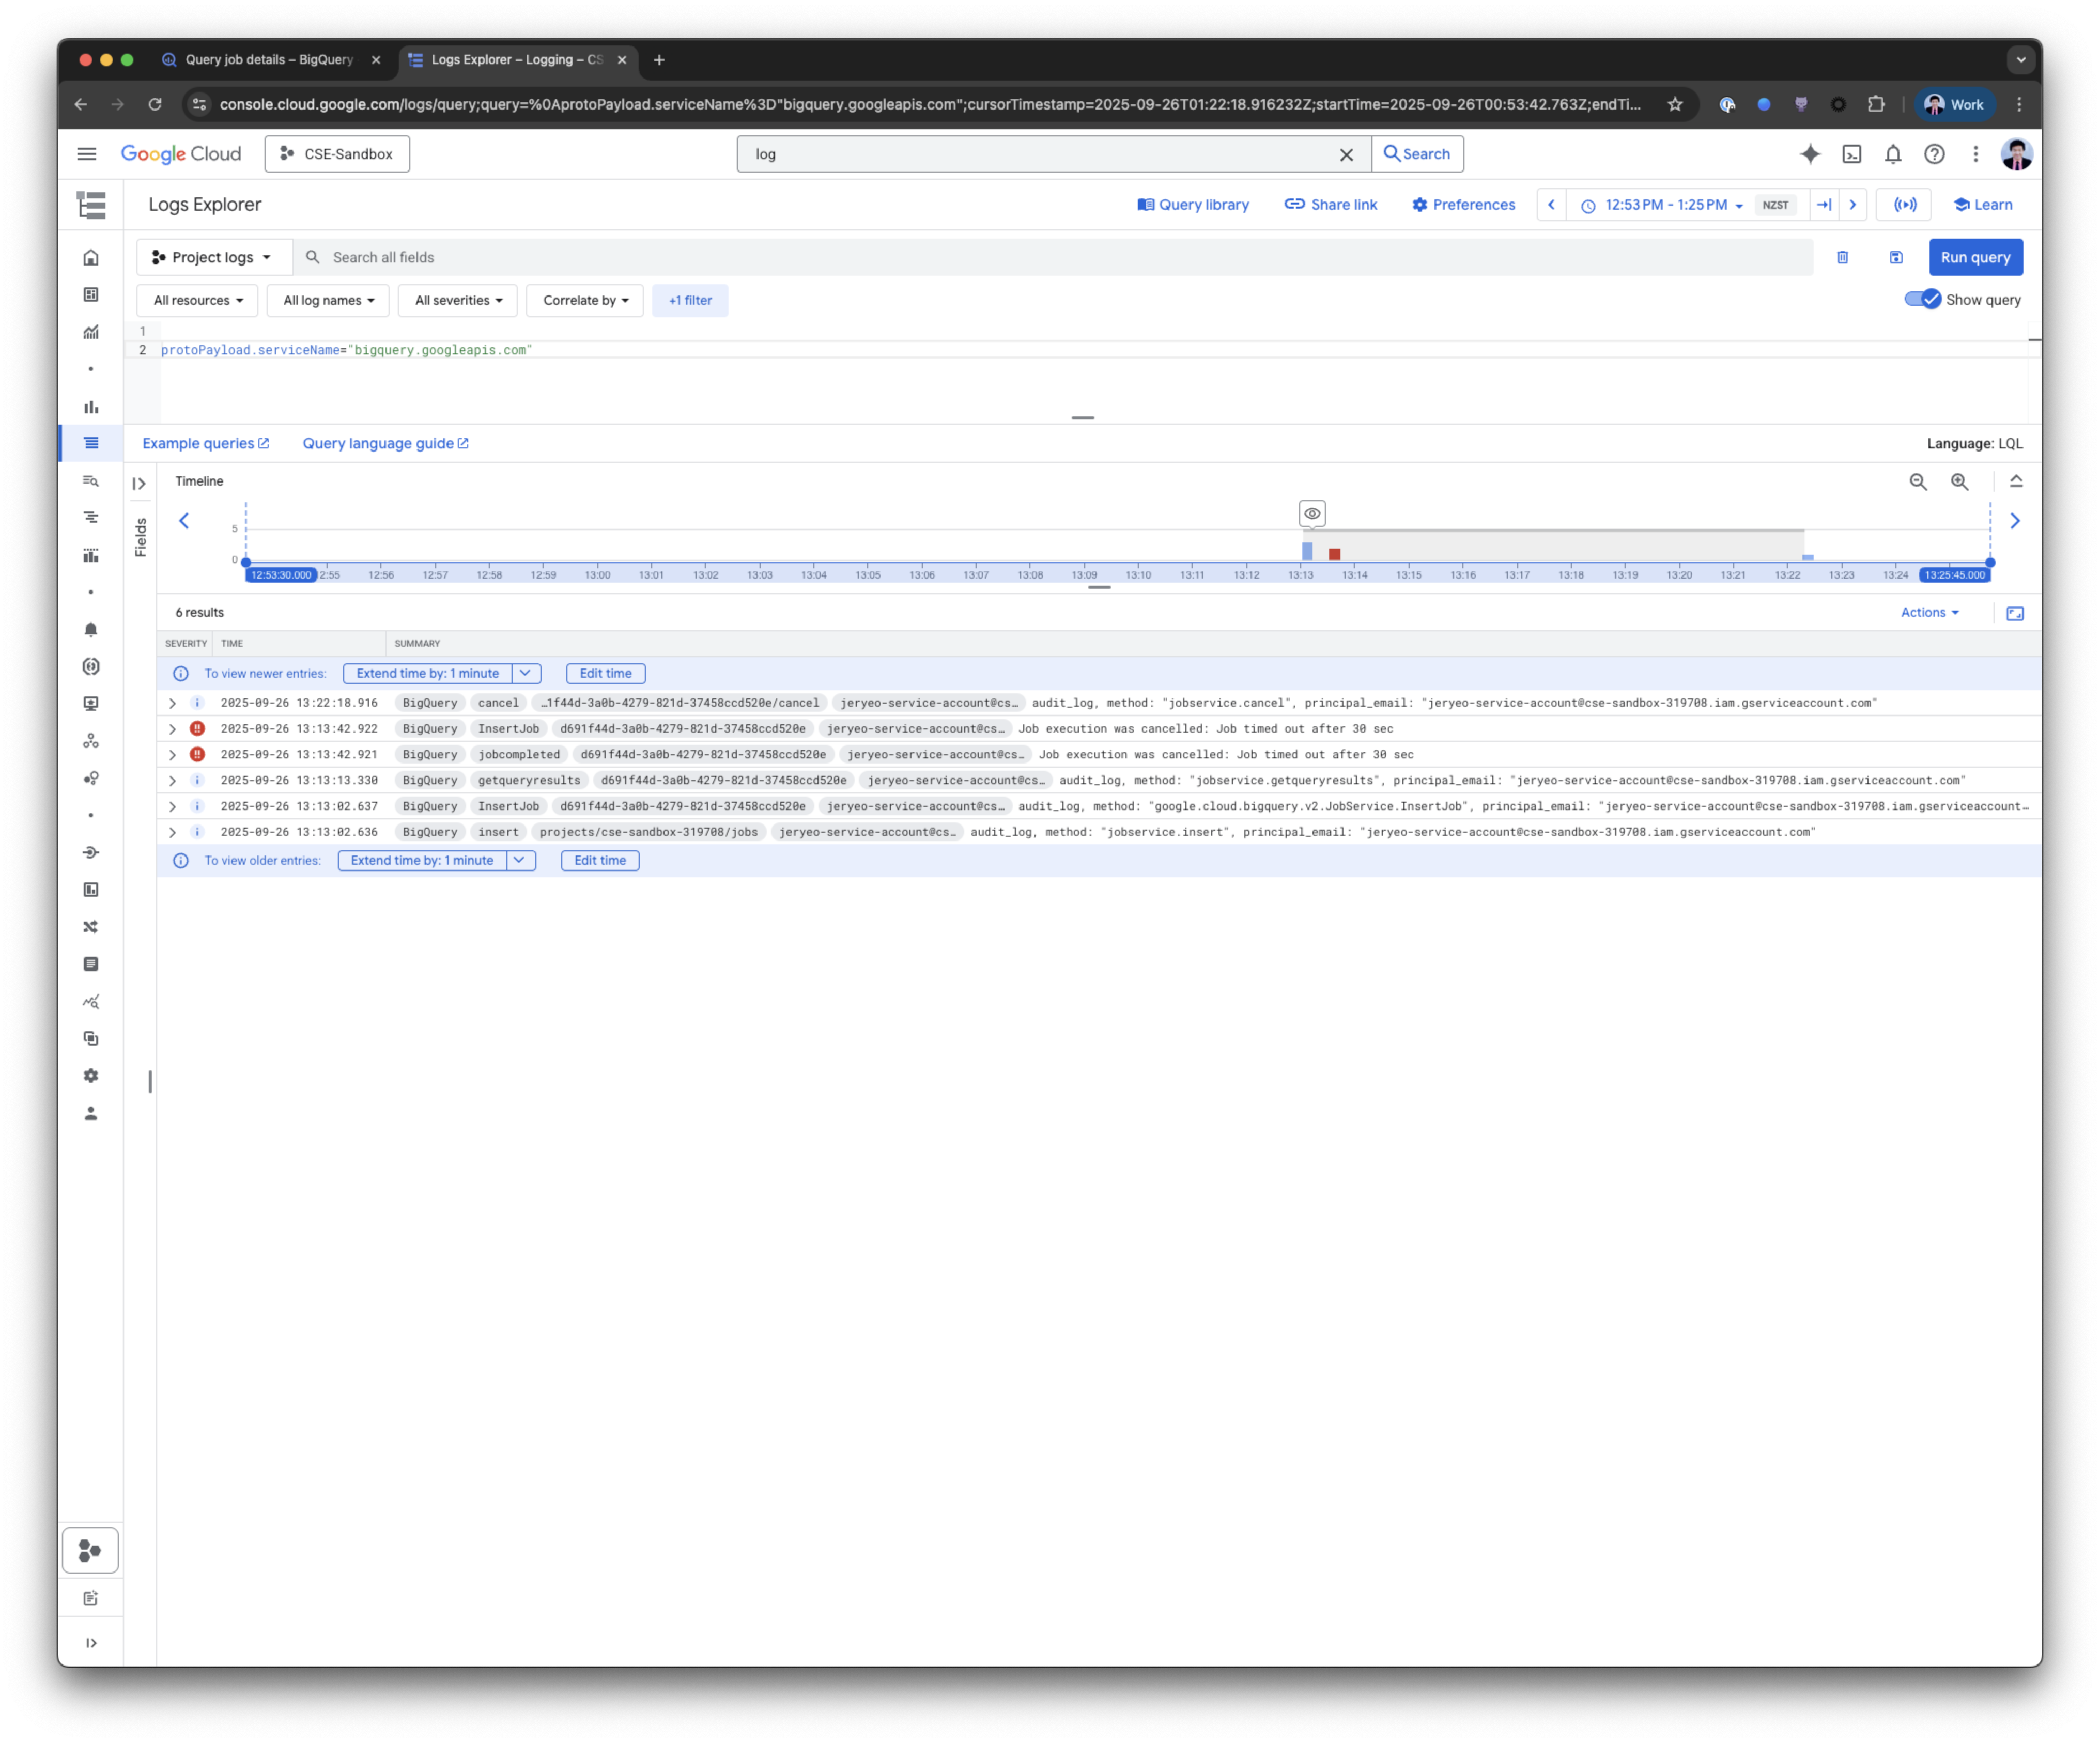 Query job details – BigQuery
Logs Explorer – Logging – CS
console.cloud.google.com/logs/query;query=%0AprotoPayload.serviceName%3D"bigquery.googleapis.com";cursorTimestamp=2025-09-26T01:22:18.916232Z;startTime=2025-09-26T00:53:42.763Z;endTi...
Work
Google Cloud
CSE-Sandbox
log
Search
Logs Explorer
Query library
Share link
Preferences
12:53 PM - 1:25 PM
NZST
Learn
Project logs
Search all fields
Run query
All resources
All log names
All severities
Correlate by
+1 filter
Show query
1
2 protoPayload.serviceName="bigquery.googleapis.com"
Example queries
Query language guide
Language: LQL
Fields
Timeline
5
0
12:53:30.000 2:55 12:56 12:57 12:58 12:59 13:00 13:01 13:02 13:03 13:04 13:05 13:06 13:07 13:08 13:09 13:10 13:11 13:12 13:13 13:14 13:15 13:16 13:17 13:18 13:19 13:20 13:21 13:22 13:23 13:24 13:25:45.000
6 results
Actions
SEVERITY TIME SUMMARY
To view newer entries: Extend time by: 1 minute Edit time
2025-09-26 13:22:18.916 BigQuery cancel …1f44d-3a0b-4279-821d-37458ccd520e/cancel jeryeo-service-account@cs… audit_log, method: "jobservice.cancel", principal_email: "jeryeo-service-account@cse-sandbox-319708.iam.gserviceaccount.com"
!! 2025-09-26 13:13:42.922 BigQuery InsertJob d691f44d-3a0b-4279-821d-37458ccd520e jeryeo-service-account@cs… Job execution was cancelled: Job timed out after 30 sec
!! 2025-09-26 13:13:42.921 BigQuery jobcompleted d691f44d-3a0b-4279-821d-37458ccd520e jeryeo-service-account@cs… Job execution was cancelled: Job timed out after 30 sec
2025-09-26 13:13:13.330 BigQuery getqueryresults d691f44d-3a0b-4279-821d-37458ccd520e jeryeo-service-account@cs… audit_log, method: "jobservice.getqueryresults", principal_email: "jeryeo-service-account@cse-sandbox-319708.iam.gserviceaccount.com"
2025-09-26 13:13:02.637 BigQuery InsertJob d691f44d-3a0b-4279-821d-37458ccd520e jeryeo-service-account@cs… audit_log, method: "google.cloud.bigquery.v2.JobService.InsertJob", principal_email: "jeryeo-service-account@cse-sandbox-319708.iam.gserviceaccount…
2025-09-26 13:13:02.636 BigQuery insert projects/cse-sandbox-319708/jobs jeryeo-service-account@cs… audit_log, method: "jobservice.insert", principal_email: "jeryeo-service-account@cse-sandbox-319708.iam.gserviceaccount.com"
To view older entries: Extend time by: 1 minute Edit time